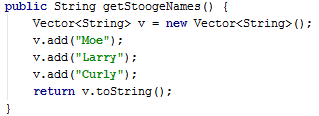 public String getStoogeNames() {
    Vector<String> v = new Vector<String>();
    v.add("Moe");
    v.add("Larry");
    v.add("Curly");
    return v.toString();
}